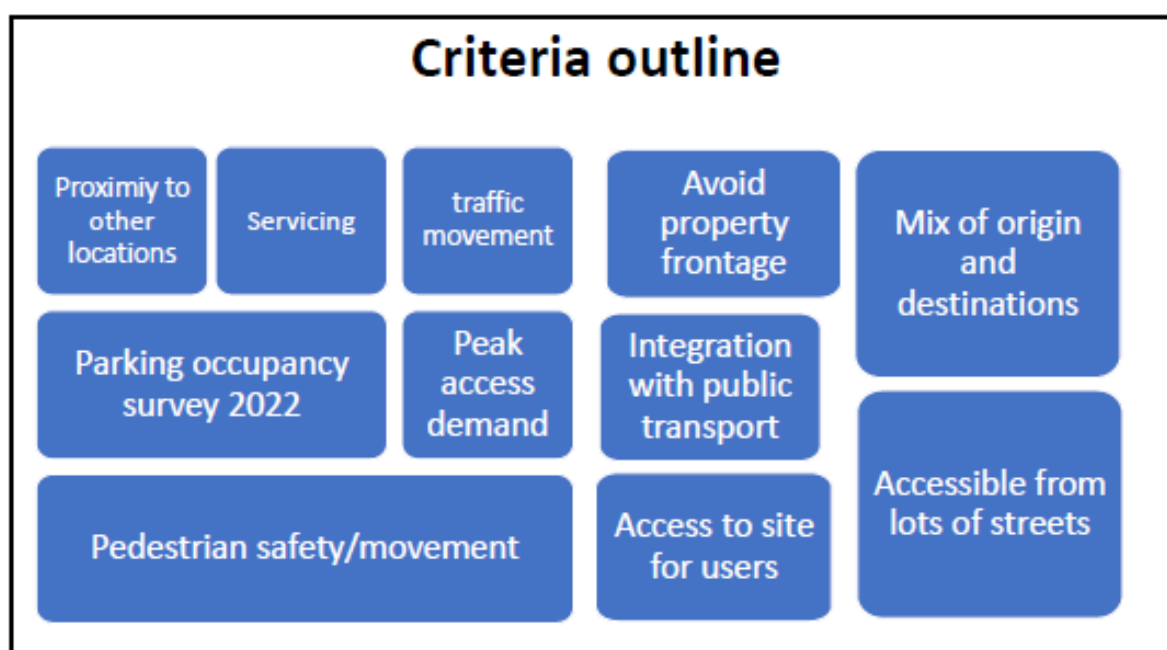 Criteria outline
Proximiy to
other
locations
Servicing
traffic
movement
Avoid
property
frontage
Mix of origin
and
destinations
Parking occupancy
survey 2022
Peak
access
demand
Integration
with public
transport
Accessible from
lots of streets
Pedestrian safety/movement
Access to site
for users